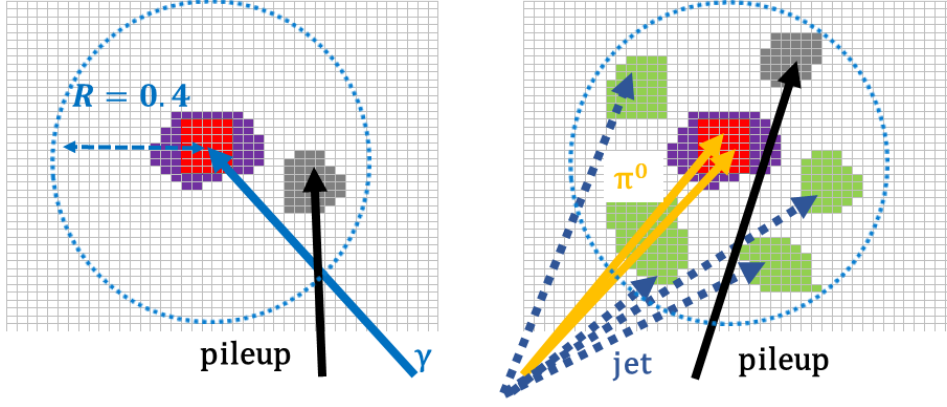 R = 0.4
pileup
γ
π⁰
jet
pileup